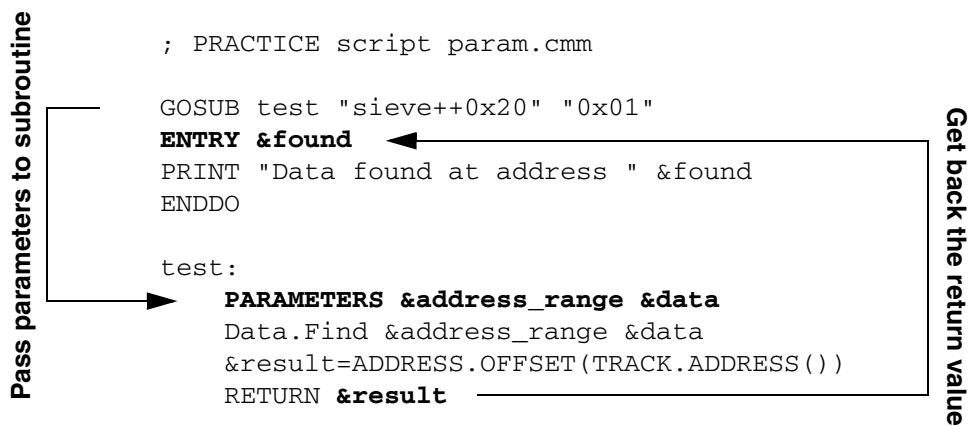 Pass parameters to subroutine
; PRACTICE script param.cmm
GOSUB test "sieve++0x20" "0x01"
ENTRY &found
PRINT "Data found at address " &found
ENDDO
test:
PARAMETERS &address_range &data
Data.Find &address_range &data
&result=ADDRESS.OFFSET(TRACK.ADDRESS())
RETURN &result
Get back the return value